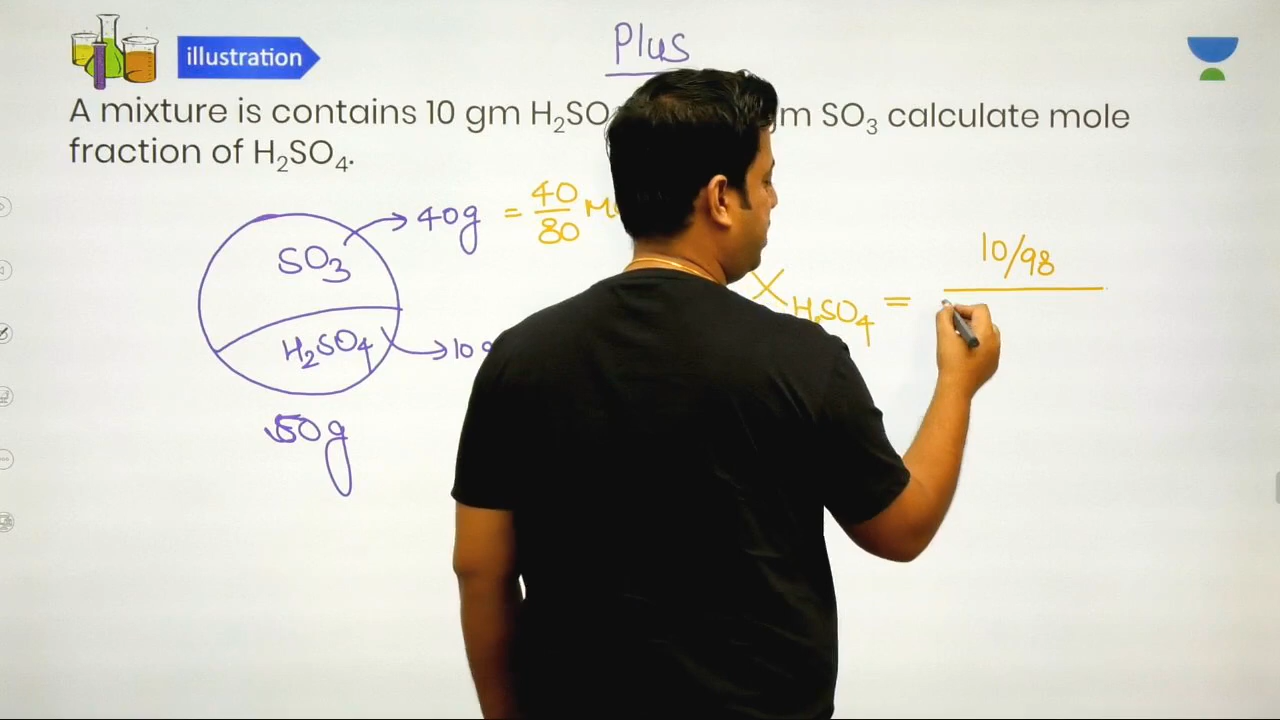 Plus
illustration
A mixture is contains 10 gm H₂SO m SO₃ calculate mole
fraction of H₂SO₄.
SO₃ → 40g = 40/80 M
H₂SO₄ → 10
50g
X H₂SO₄ = 10/98